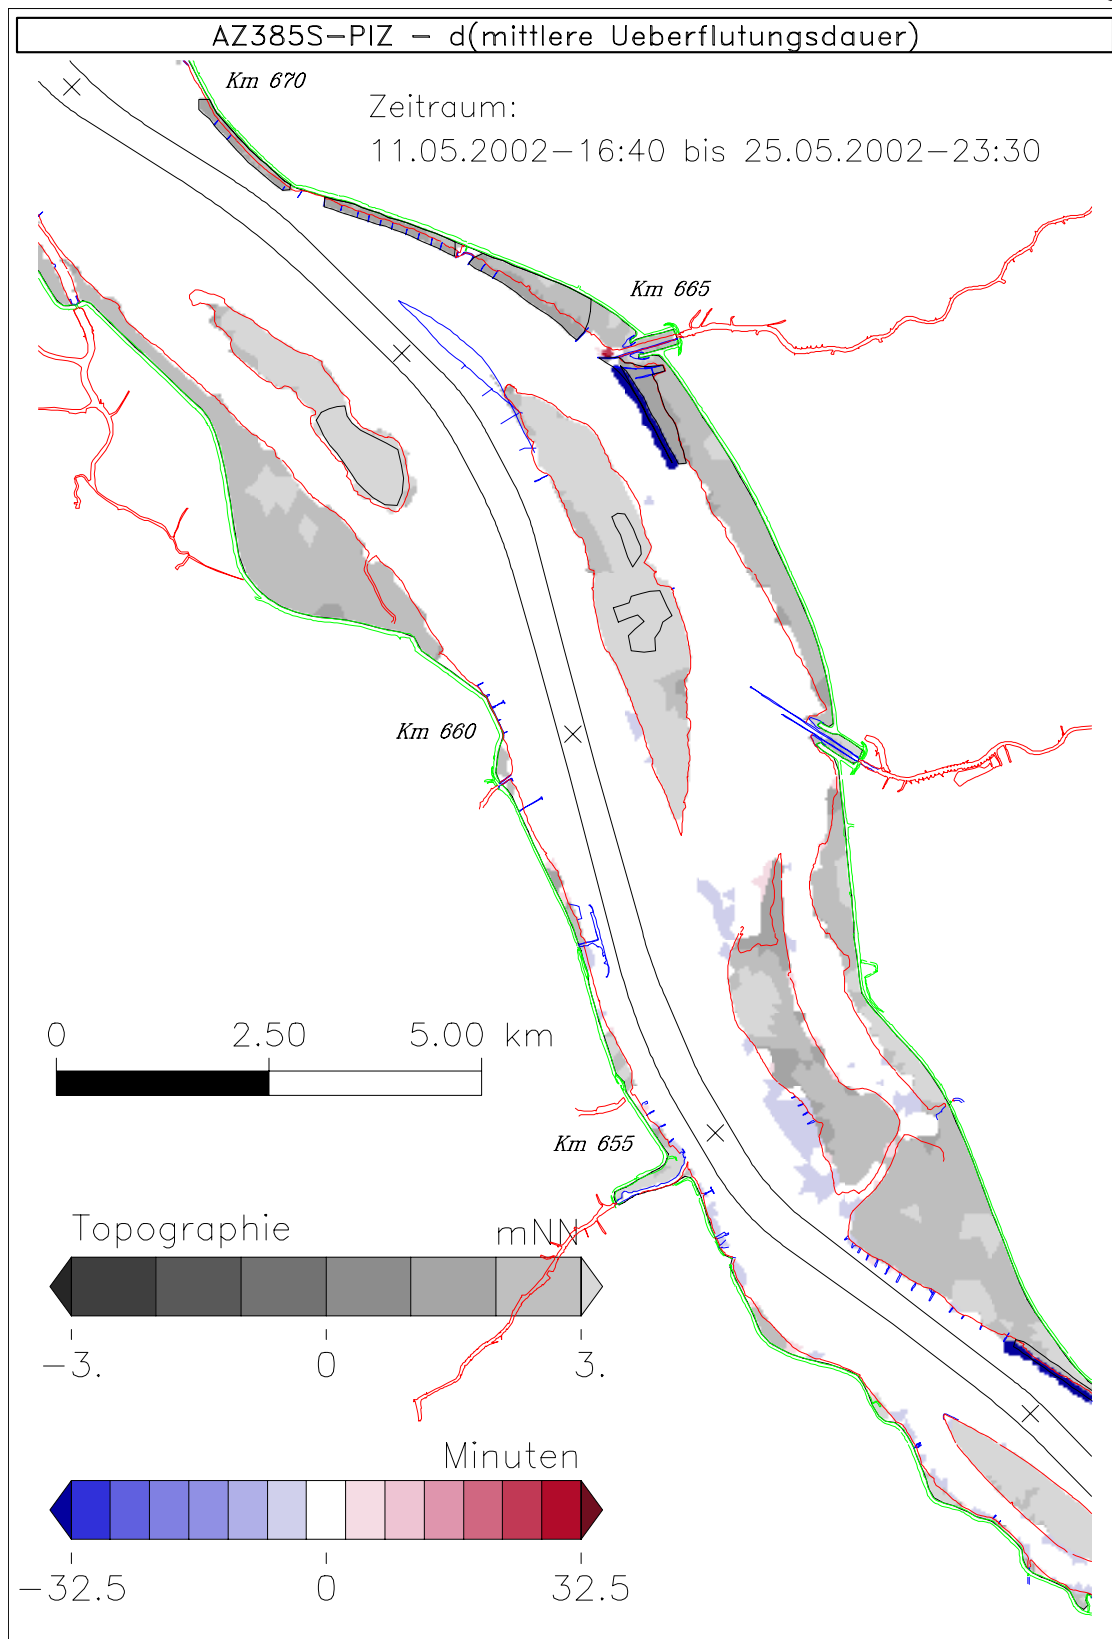 AZ385S-PIZ - d(mittlere Ueberflutungsdauer)
Km 670
Zeitraum:
11.05.2002-16:40 bis 25.05.2002-23:30
Km 665
Km 660
0 2.50 5.00 km
Km 655
Topographie mNN
-3. 0 3.
Minuten
-32.5 0 32.5